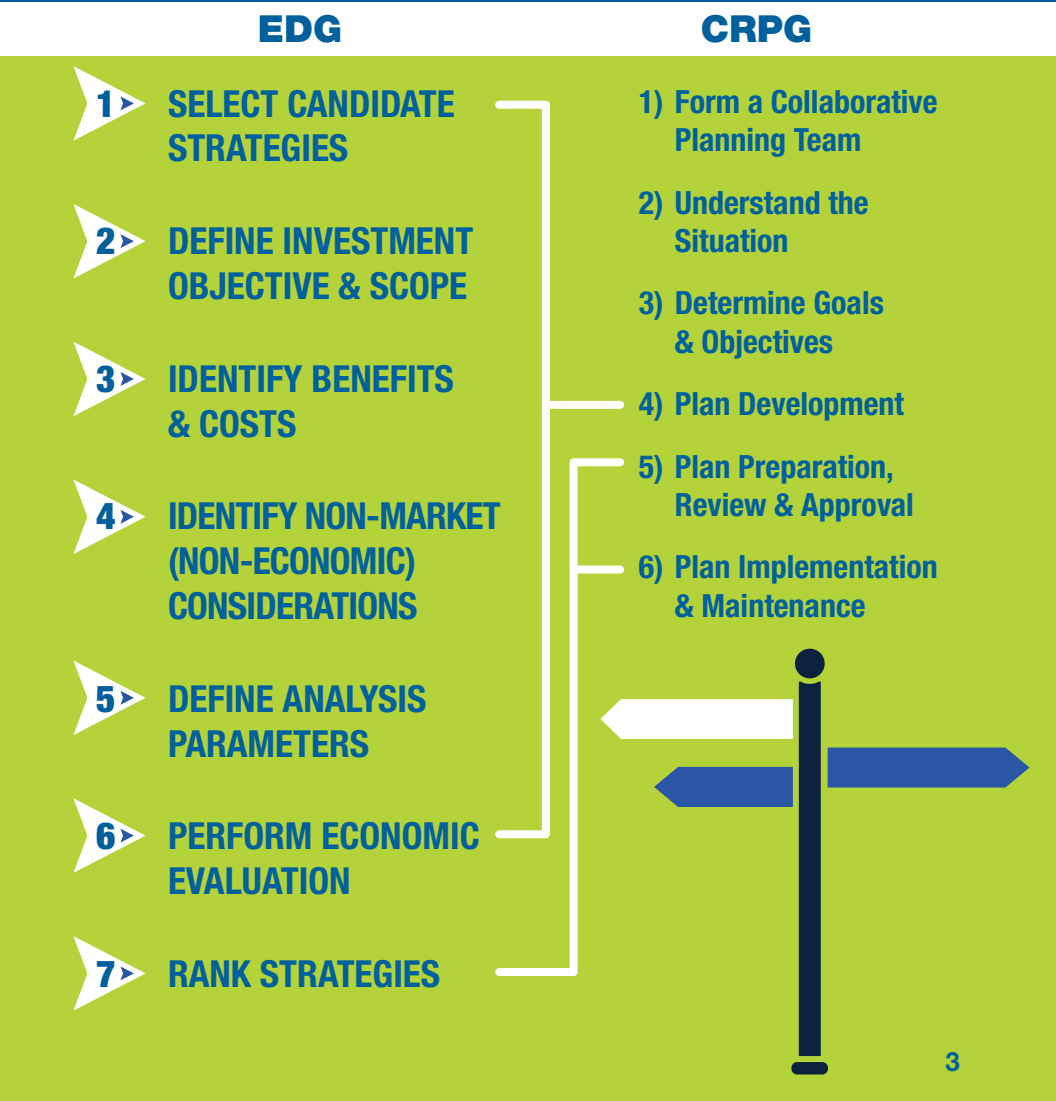 EDG
CRPG
1 SELECT CANDIDATE
STRATEGIES
2 DEFINE INVESTMENT
OBJECTIVE & SCOPE
3 IDENTIFY BENEFITS
& COSTS
4 IDENTIFY NON-MARKET
(NON-ECONOMIC)
CONSIDERATIONS
5 DEFINE ANALYSIS
PARAMETERS
6 PERFORM ECONOMIC
EVALUATION
7 RANK STRATEGIES
1) Form a Collaborative
Planning Team
2) Understand the
Situation
3) Determine Goals
& Objectives
4) Plan Development
5) Plan Preparation,
Review & Approval
6) Plan Implementation
& Maintenance
3